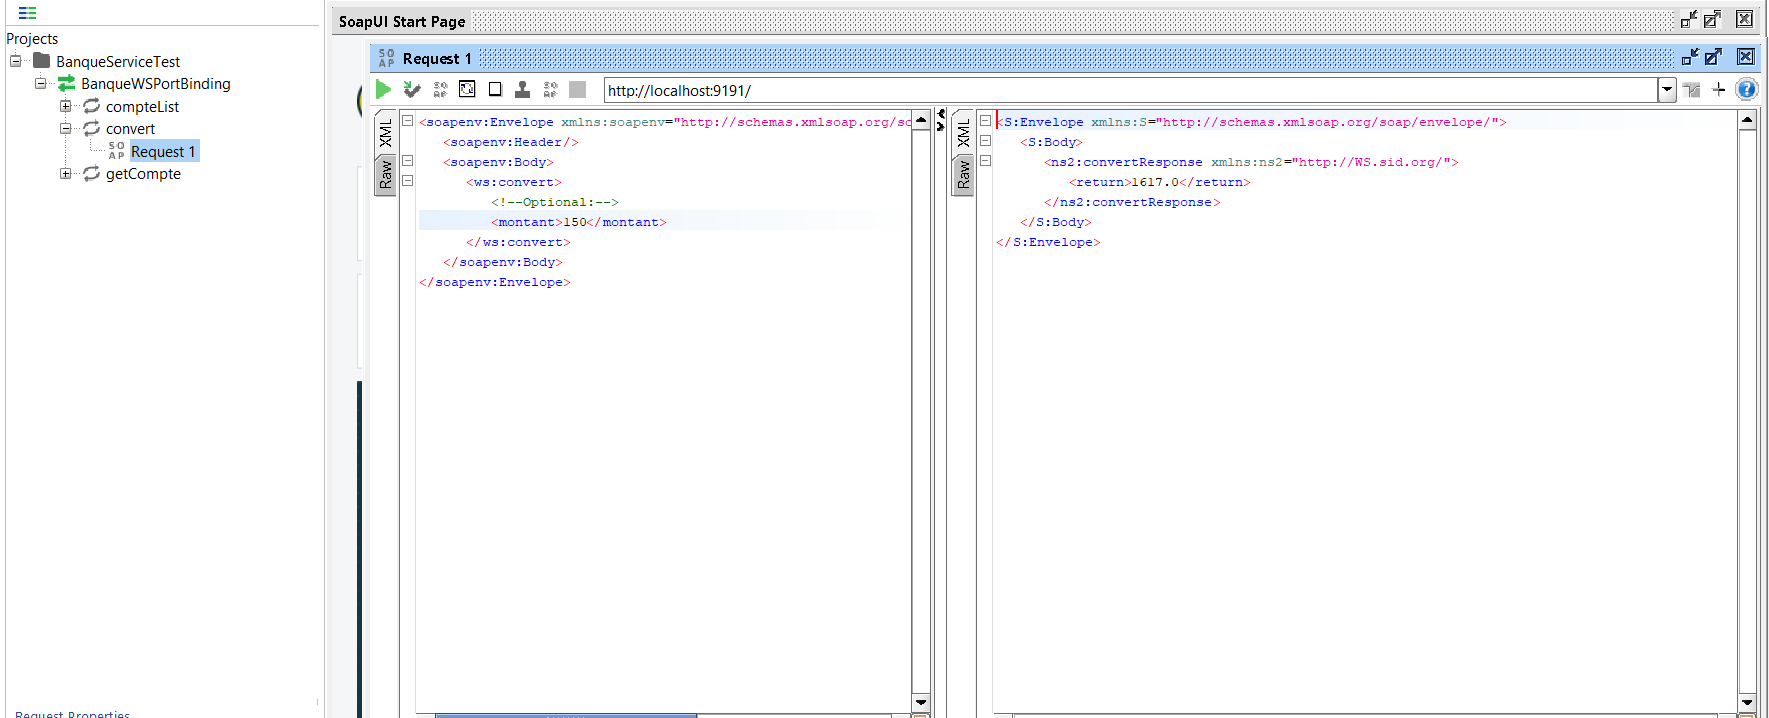 Projects
BanqueServiceTest
BanqueWSPortBinding
compteList
convert
SO AP Request 1
getCompte
Request Properties
SoapUI Start Page
SO AP Request 1
http://localhost:9191/
XML
Raw
<soapenv:Envelope xmlns:soapenv="http://schemas.xmlsoap.org/so
<soapenv:Header/>
<soapenv:Body>
<ws:convert>
<!--Optional:-->
<montant>150</montant>
</ws:convert>
</soapenv:Body>
</soapenv:Envelope>
XML
Raw
<S:Envelope xmlns:S="http://schemas.xmlsoap.org/soap/envelope/">
<S:Body>
<ns2:convertResponse xmlns:ns2="http://WS.sid.org/">
<return>1617.0</return>
</ns2:convertResponse>
</S:Body>
</S:Envelope>